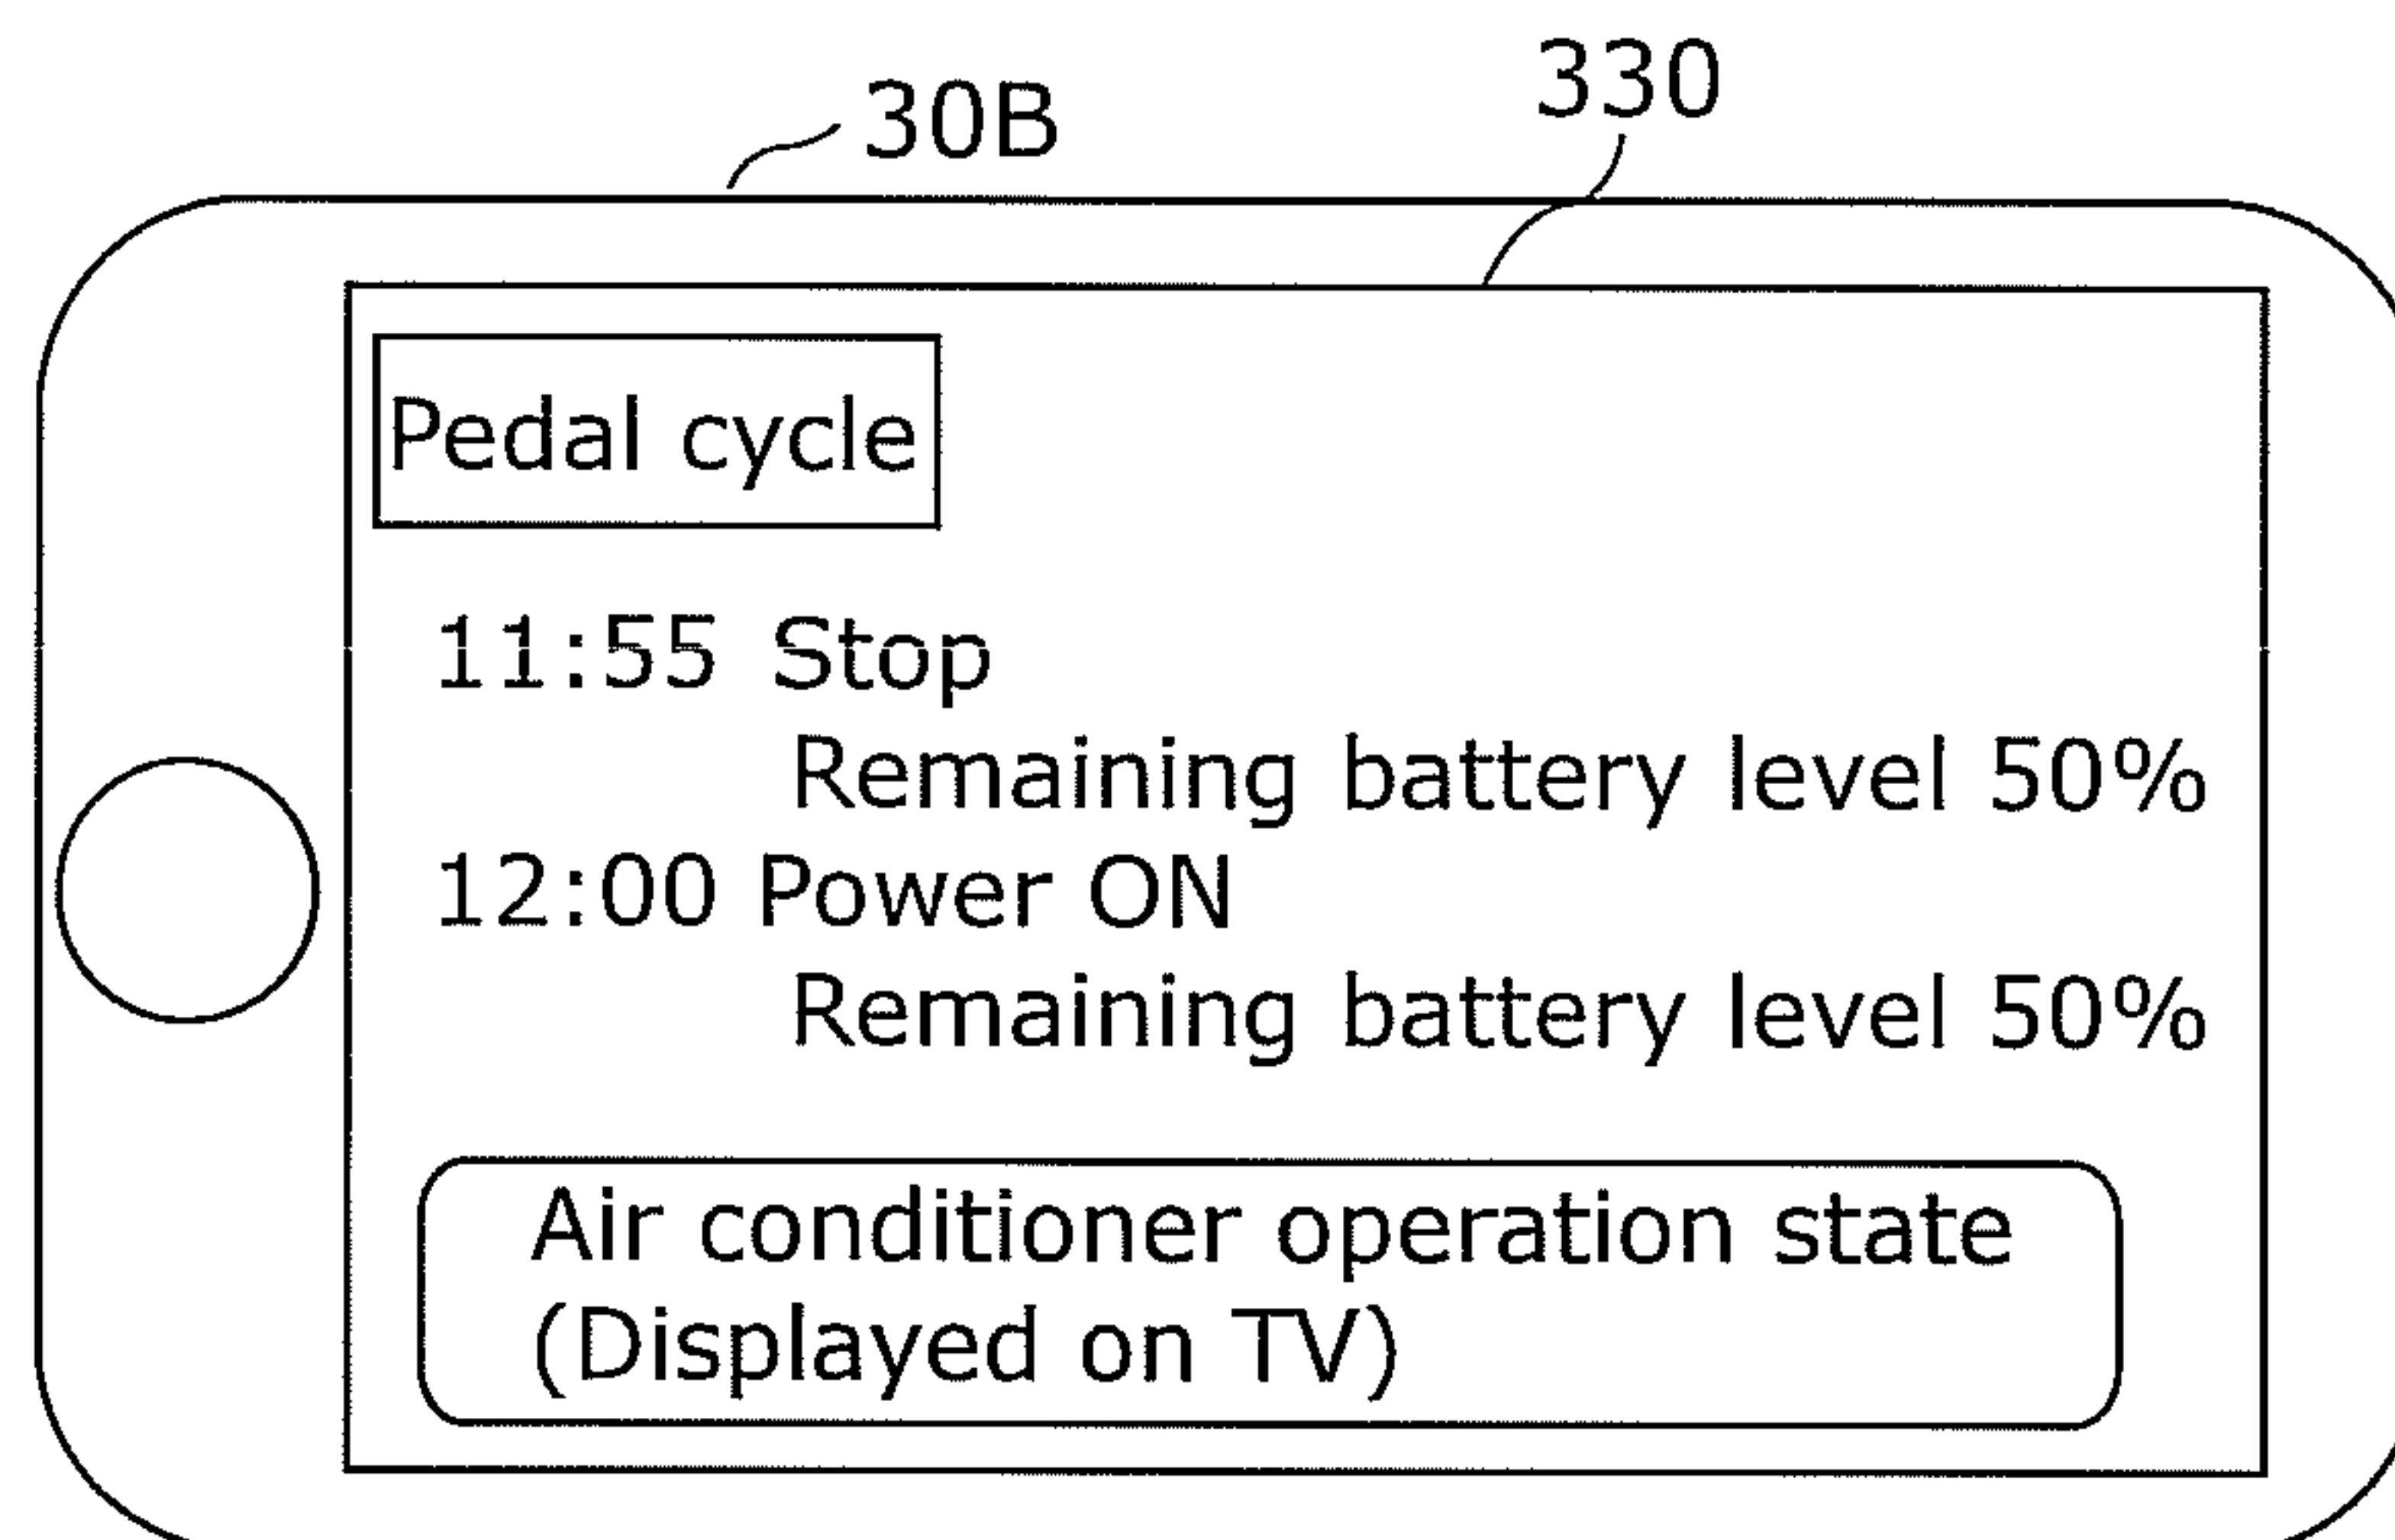 30B
330
Pedal cycle
11:55 Stop
Remaining battery level 50%
12:00 Power ON
Remaining battery level 50%
Air conditioner operation state
(Displayed on TV)